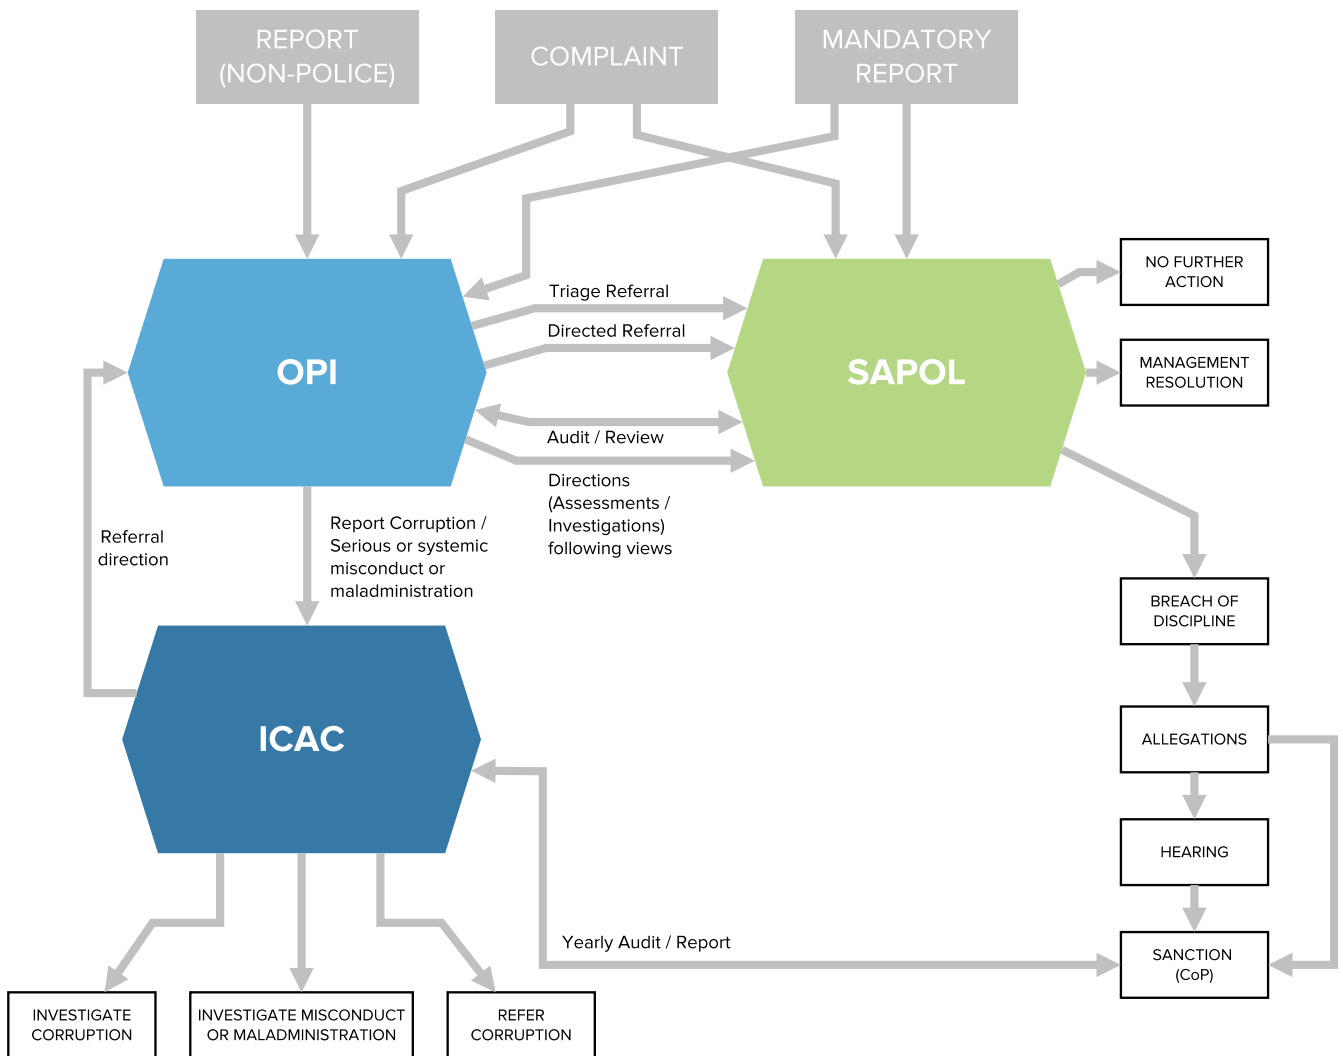 REPORT
(NON-POLICE)
COMPLAINT
MANDATORY
REPORT
NO FURTHER
ACTION
Triage Referral
Directed Referral
MANAGEMENT
RESOLUTION
OPI
SAPOL
Audit / Review
Directions
(Assessments /
Investigations)
following views
Referral
direction
Report Corruption /
Serious or systemic
misconduct or
maladministration
BREACH OF
DISCIPLINE
ICAC
ALLEGATIONS
HEARING
Yearly Audit / Report
SANCTION
(CoP)
INVESTIGATE
CORRUPTION
INVESTIGATE MISCONDUCT
OR MALADMINISTRATION
REFER
CORRUPTION